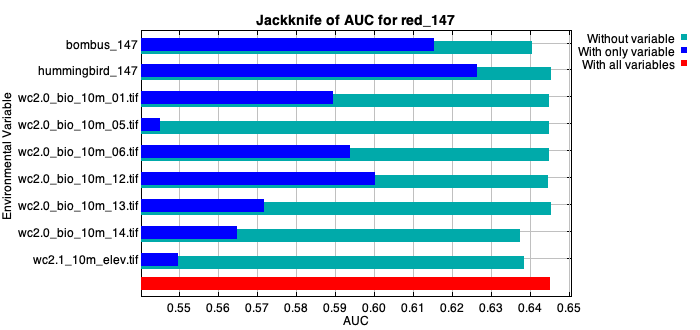 Jackknife of AUC for red_147
Without variable
With only variable
With all variables
Environmental Variable
bombus_147
hummingbird_147
wc2.0_bio_10m_01.tif
wc2.0_bio_10m_05.tif
wc2.0_bio_10m_06.tif
wc2.0_bio_10m_12.tif
wc2.0_bio_10m_13.tif
wc2.0_bio_10m_14.tif
wc2.1_10m_elev.tif
0.55 0.56 0.57 0.58 0.59 0.60 0.61 0.62 0.63 0.64 0.65
AUC